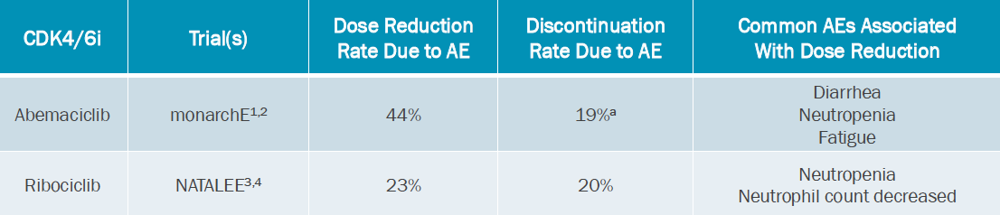 CDK4/6i
Trial(s)
Dose Reduction
Rate Due to AE
Discontinuation
Rate Due to AE
Common AEs Associated
With Dose Reduction
Abemaciclib
monarchE¹,²
44%
19%ᵃ
Diarrhea
Neutropenia
Fatigue
Ribociclib
NATALEE³,⁴
23%
20%
Neutropenia
Neutrophil count decreased